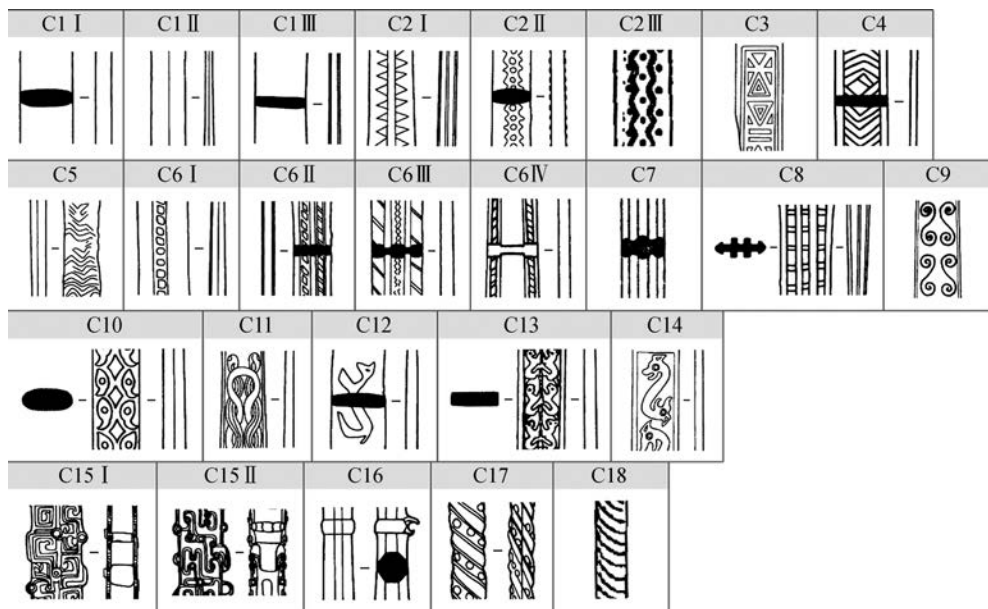 C1 Ⅰ C1 Ⅱ C1 Ⅲ C2 Ⅰ C2 Ⅱ C2 Ⅲ C3 C4
C5 C6 Ⅰ C6 Ⅱ C6 Ⅲ C6 Ⅳ C7 C8 C9
C10 C11 C12 C13 C14
C15 Ⅰ C15 Ⅱ C16 C17 C18